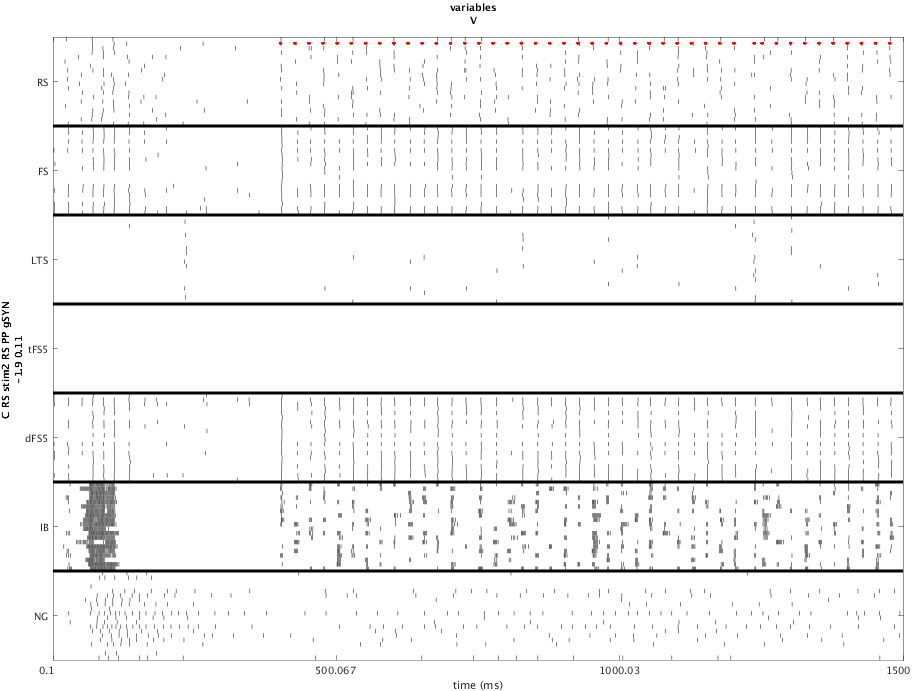 variables
V
RS
FS
LTS
tFS5
dFS5
IB
NG
C RS stim2 RS PP gSYN
-1.9 0.11
0.1 500.067 1000.03 1500
time (ms)